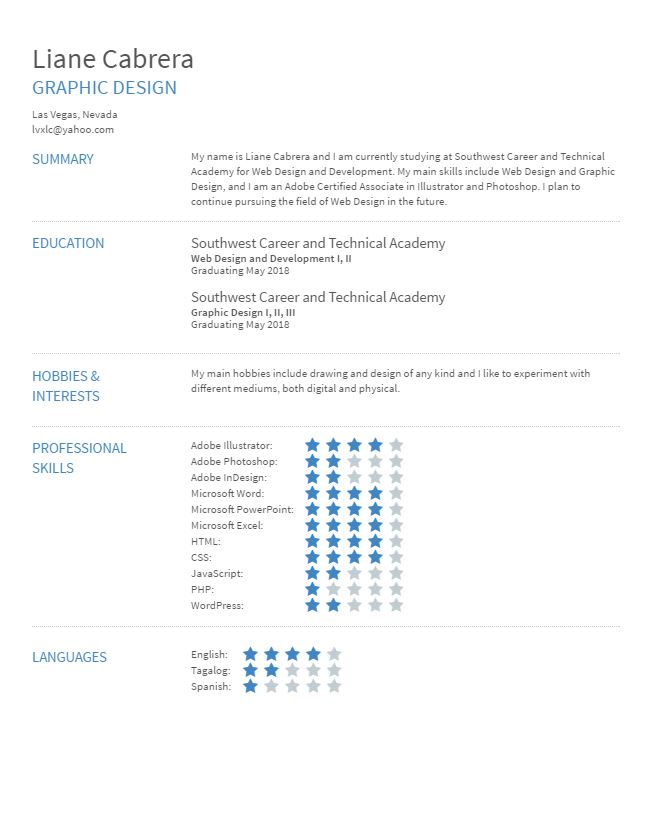 Liane Cabrera
GRAPHIC DESIGN
Las Vegas, Nevada
lvxlc@yahoo.com
SUMMARY
My name is Liane Cabrera and I am currently studying at Southwest Career and Technical
Academy for Web Design and Development. My main skills include Web Design and Graphic
Design, and I am an Adobe Certified Associate in Illustrator and Photoshop. I plan to
continue pursuing the field of Web Design in the future.
EDUCATION
Southwest Career and Technical Academy
Web Design and Development I, II
Graduating May 2018
Southwest Career and Technical Academy
Graphic Design I, II, III
Graduating May 2018
HOBBIES &
INTERESTS
My main hobbies include drawing and design of any kind and I like to experiment with
different mediums, both digital and physical.
PROFESSIONAL
SKILLS
Adobe Illustrator:
Adobe Photoshop:
Adobe InDesign:
Microsoft Word:
Microsoft PowerPoint:
Microsoft Excel:
HTML:
CSS:
JavaScript:
PHP:
WordPress:
LANGUAGES
English:
Tagalog:
Spanish: